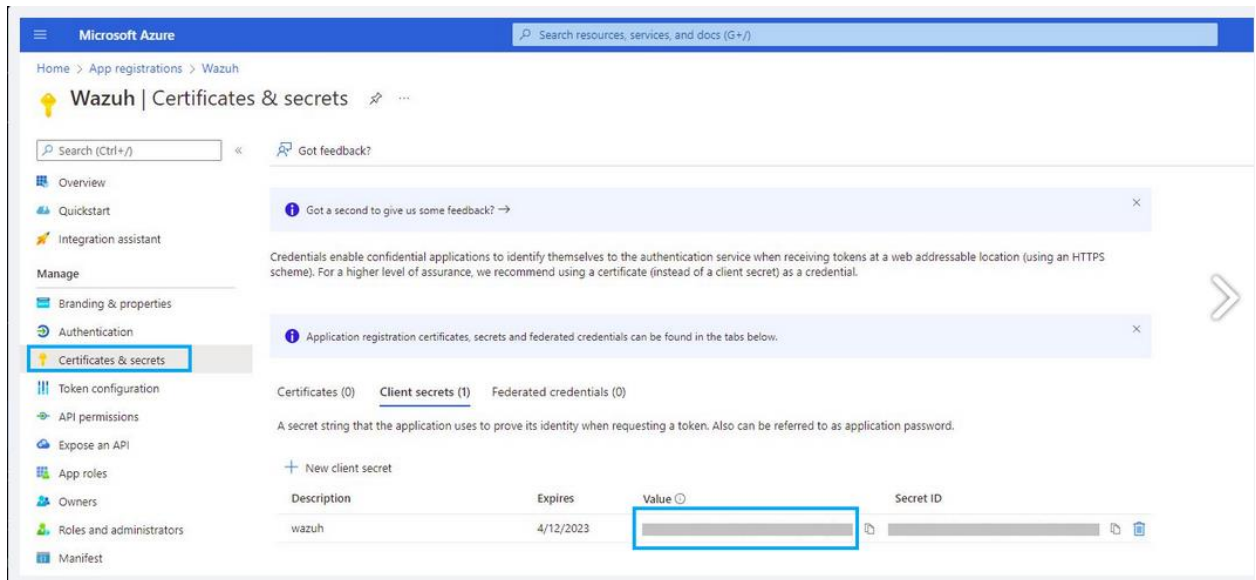 Microsoft Azure
Search resources, services, and docs (G+/)
Home > App registrations > Wazuh
Wazuh | Certificates & secrets
Search (Ctrl+/)
Got feedback?
Overview
Quickstart
Integration assistant
Manage
Branding & properties
Authentication
Certificates & secrets
Token configuration
API permissions
Expose an API
App roles
Owners
Roles and administrators
Manifest
Got a second to give us some feedback? →
Credentials enable confidential applications to identify themselves to the authentication service when receiving tokens at a web addressable location (using an HTTPS
scheme). For a higher level of assurance, we recommend using a certificate (instead of a client secret) as a credential.
Application registration certificates, secrets and federated credentials can be found in the tabs below.
Certificates (0) Client secrets (1) Federated credentials (0)
A secret string that the application uses to prove its identity when requesting a token. Also can be referred to as application password.
+ New client secret
Description Expires Value Secret ID
wazuh 4/12/2023